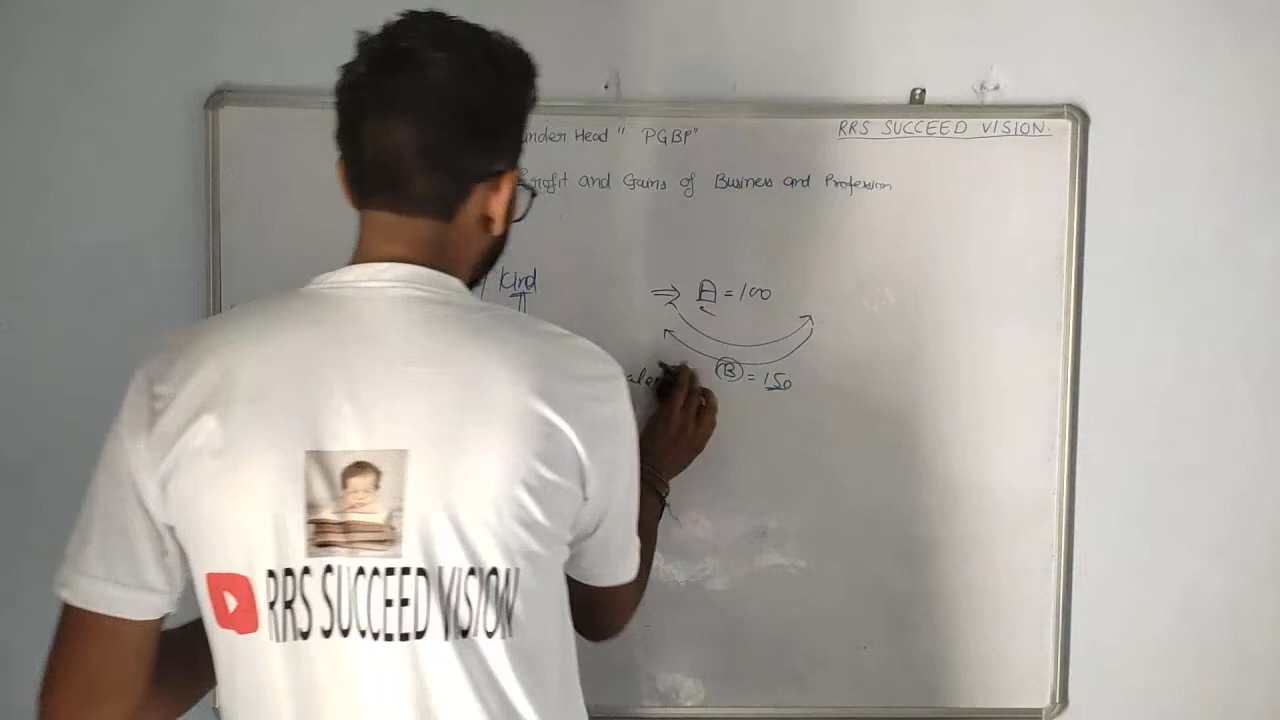 under Head " PGBP"
RRS SUCCEED VISION.
Profit and Gains of Business and Profession
/ Kind
⇒ A = 100
B = 150
RRS SUCCEED VISION